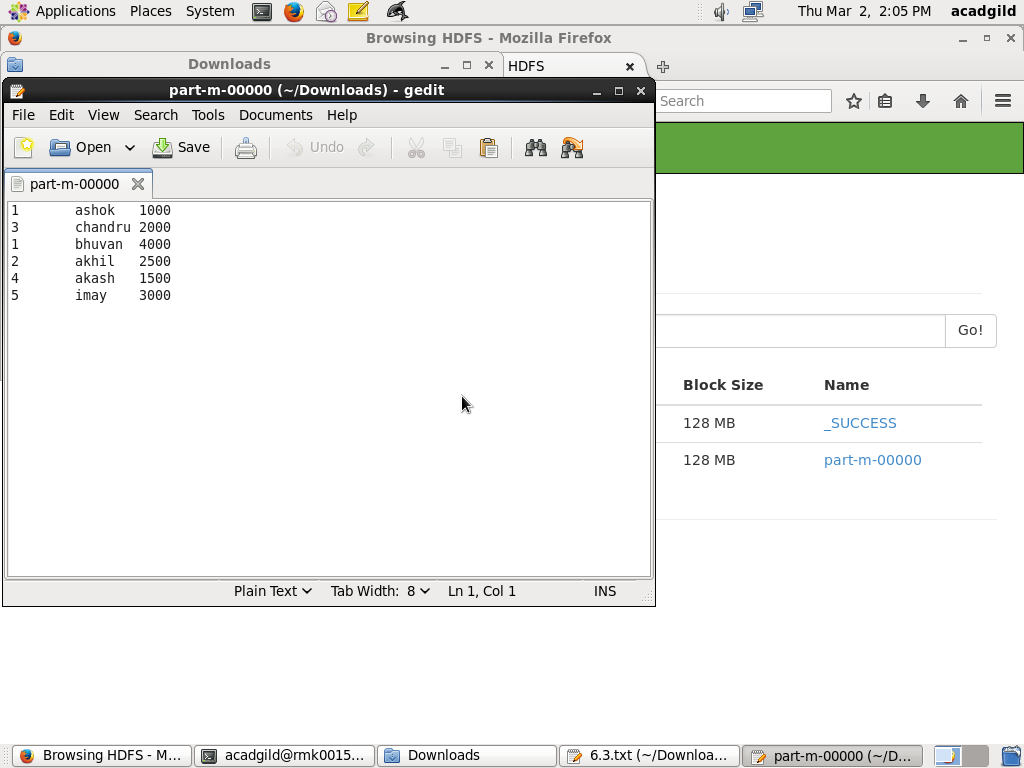 Applications Places System Thu Mar 2, 2:05 PM acadgild
Browsing HDFS - Mozilla Firefox
Downloads
HDFS
part-m-00000 (~/Downloads) - gedit
Search
File Edit View Search Tools Documents Help
Open Save Undo
part-m-00000
1 ashok 1000
3 chandru 2000
1 bhuvan 4000
2 akhil 2500
4 akash 1500
5 imay 3000
Go!
Block Size Name
128 MB _SUCCESS
128 MB part-m-00000
Plain Text Tab Width: 8 Ln 1, Col 1 INS
Browsing HDFS - M... acadgild@rmk0015... Downloads 6.3.txt (~/Downloa... part-m-00000 (~/D...